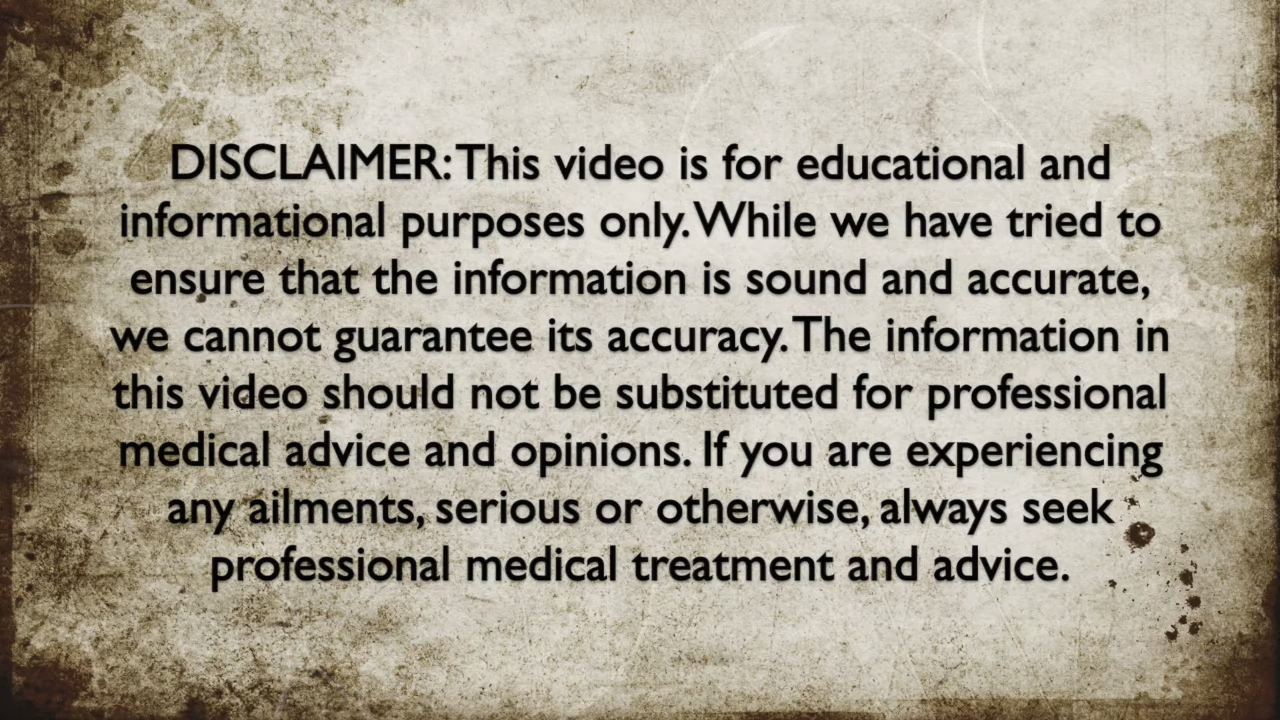 DISCLAIMER: This video is for educational and
informational purposes only. While we have tried to
ensure that the information is sound and accurate,
we cannot guarantee its accuracy. The information in
this video should not be substituted for professional
medical advice and opinions. If you are experiencing
any ailments, serious or otherwise, always seek
professional medical treatment and advice.